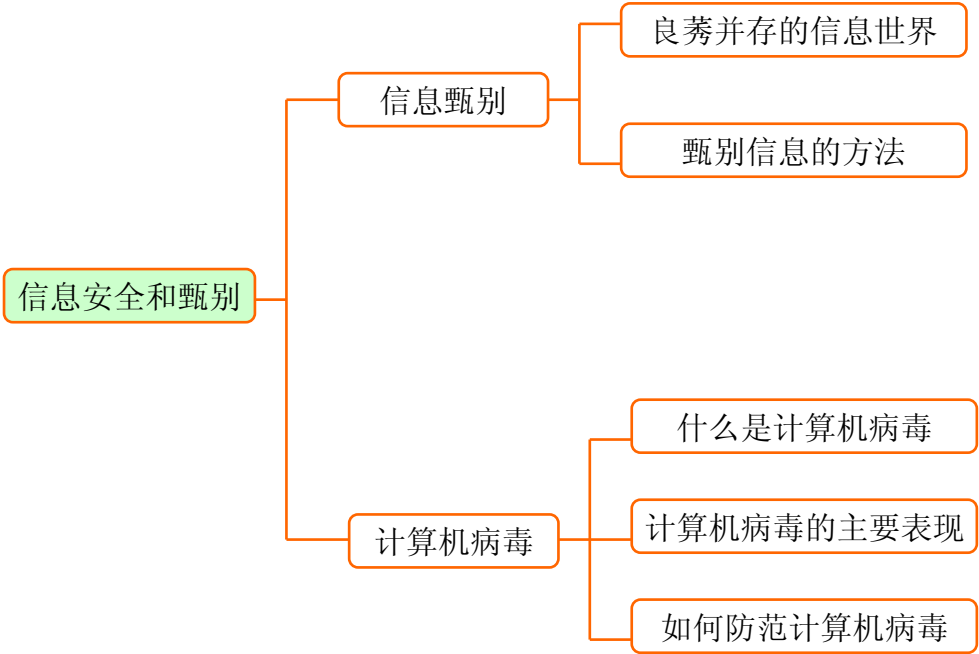 信息安全和甄别
信息甄别
良莠并存的信息世界
甄别信息的方法
计算机病毒
什么是计算机病毒
计算机病毒的主要表现
如何防范计算机病毒